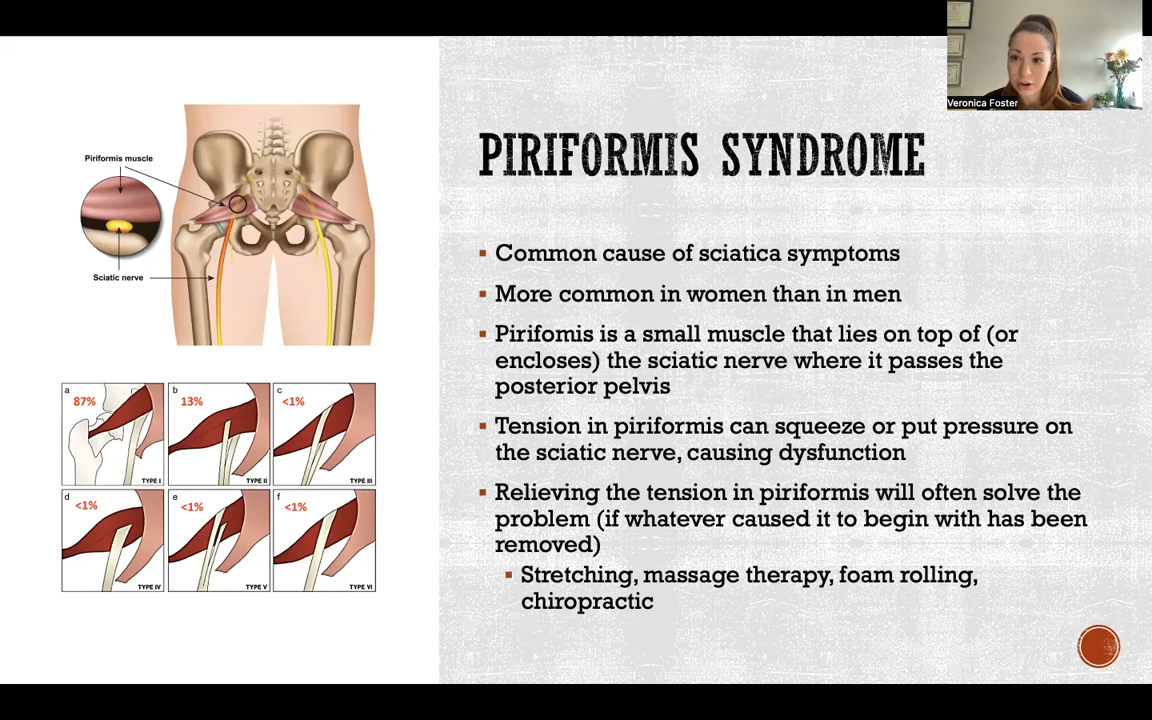 Veronica Foster
PIRIFORMIS SYNDROME
Piriformis muscle
Sciatic nerve
a
87%
TYPE I
b
13%
TYPE II
c
<1%
TYPE III
d
<1%
TYPE IV
e
<1%
TYPE V
f
<1%
TYPE VI
▪ Common cause of sciatica symptoms
▪ More common in women than in men
▪ Pirifomis is a small muscle that lies on top of (or
encloses) the sciatic nerve where it passes the
posterior pelvis
▪ Tension in piriformis can squeeze or put pressure on
the sciatic nerve, causing dysfunction
▪ Relieving the tension in piriformis will often solve the
problem (if whatever caused it to begin with has been
removed)
▪ Stretching, massage therapy, foam rolling,
chiropractic